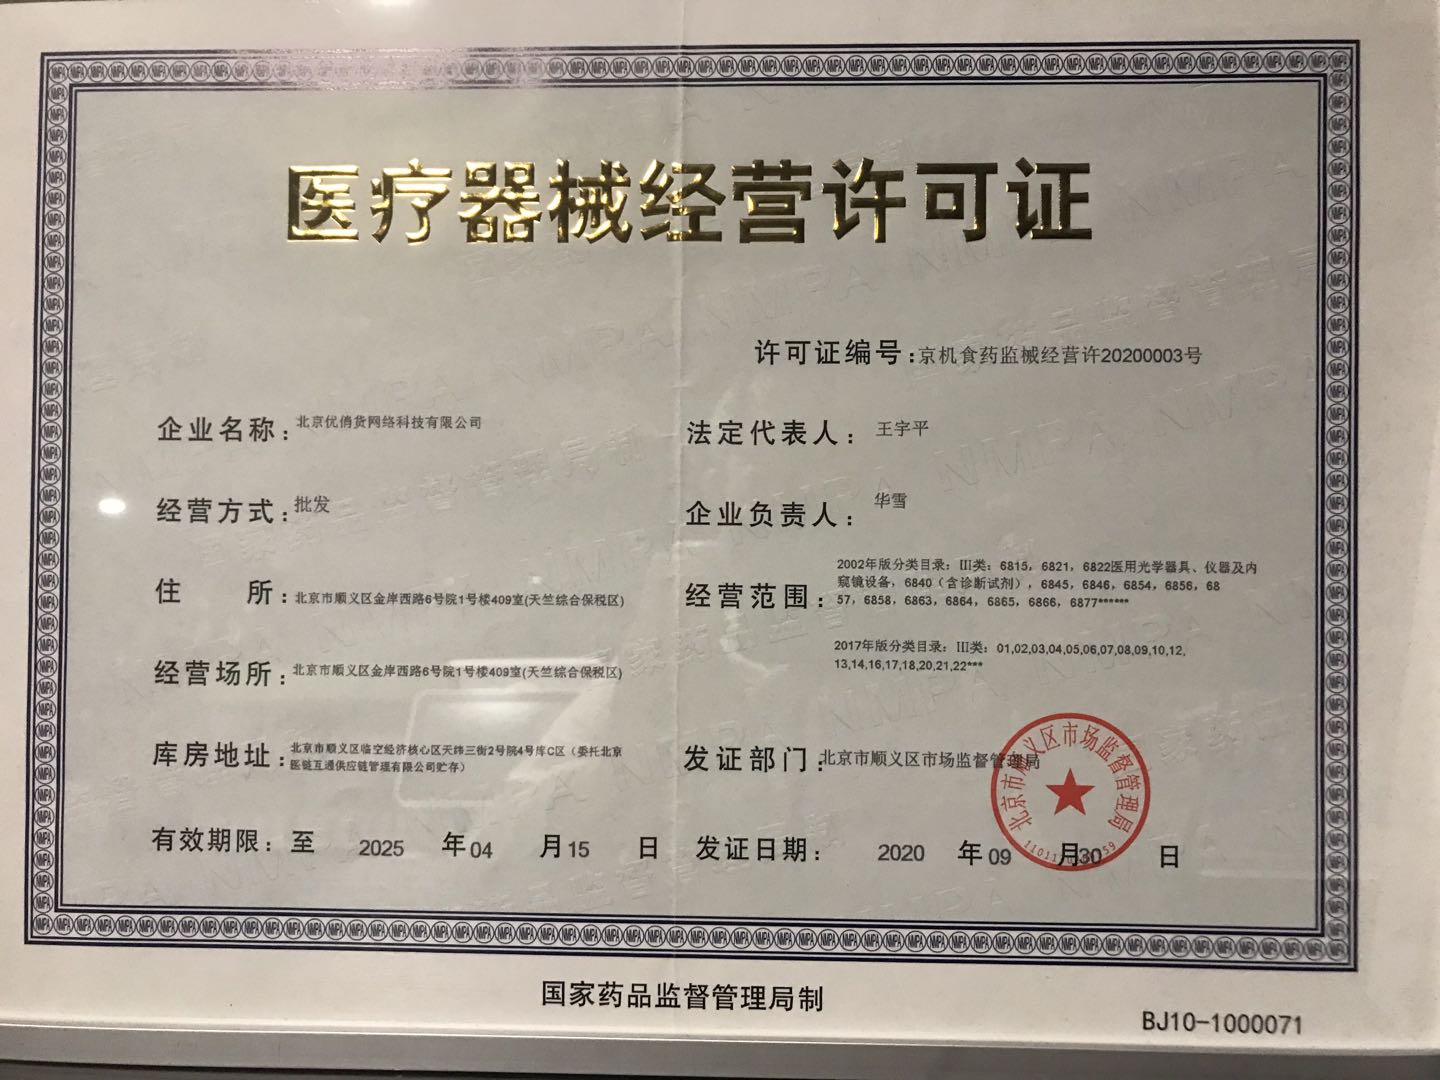 医疗器械经营许可证
许可证编号:京机食药监械经营许20200003号
企业名称:北京优俏货网络科技有限公司
法定代表人:王宇平
经营方式:批发
企业负责人:华雪
住 所:北京市顺义区金岸西路6号院1号楼409室(天竺综合保税区)
经营范围:2002年版分类目录:III类:6815,6821,6822医用光学器具、仪器及内
窥镜设备,6840(含诊断试剂),6845,6846,6854,6856,68
57,6858,6863,6864,6865,6866,6877******
2017年版分类目录:III类:01,02,03,04,05,06,07,08,09,10,12,
13,14,16,17,18,20,21,22***
经营场所:北京市顺义区金岸西路6号院1号楼409室(天竺综合保税区)
库房地址:北京市顺义区临空经济核心区天纬三街2号院4号库C区(委托北京
医链互通供应链管理有限公司贮存)
发证部门:北京市顺义区市场监督管理局
北京市顺义区市场监督管理局
有效期限:至 2025 年 04 月 15 日
发证日期:2020 年 09 月 30 日
国家药品监督管理局制
BJ10-1000071